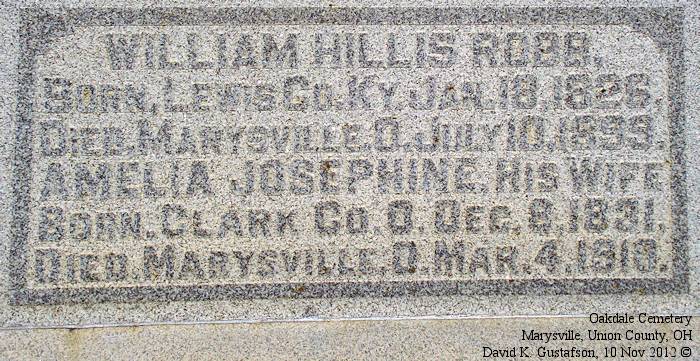 WILLIAM HILLIS ROBB.
BORN, LEWIS CO. KY. JAN. 18, 1826.
DIED, MARYSVILLE, O. JULY 10, 1899.
AMELIA JOSEPHINE, HIS WIFE
BORN, CLARK CO. O. DEC. 9, 1831.
DIED, MARYSVILLE, O. MAR. 4, 1910.
Oakdale Cemetery
Marysville, Union County, OH
David K. Gustafson, 10 Nov 2012 ©